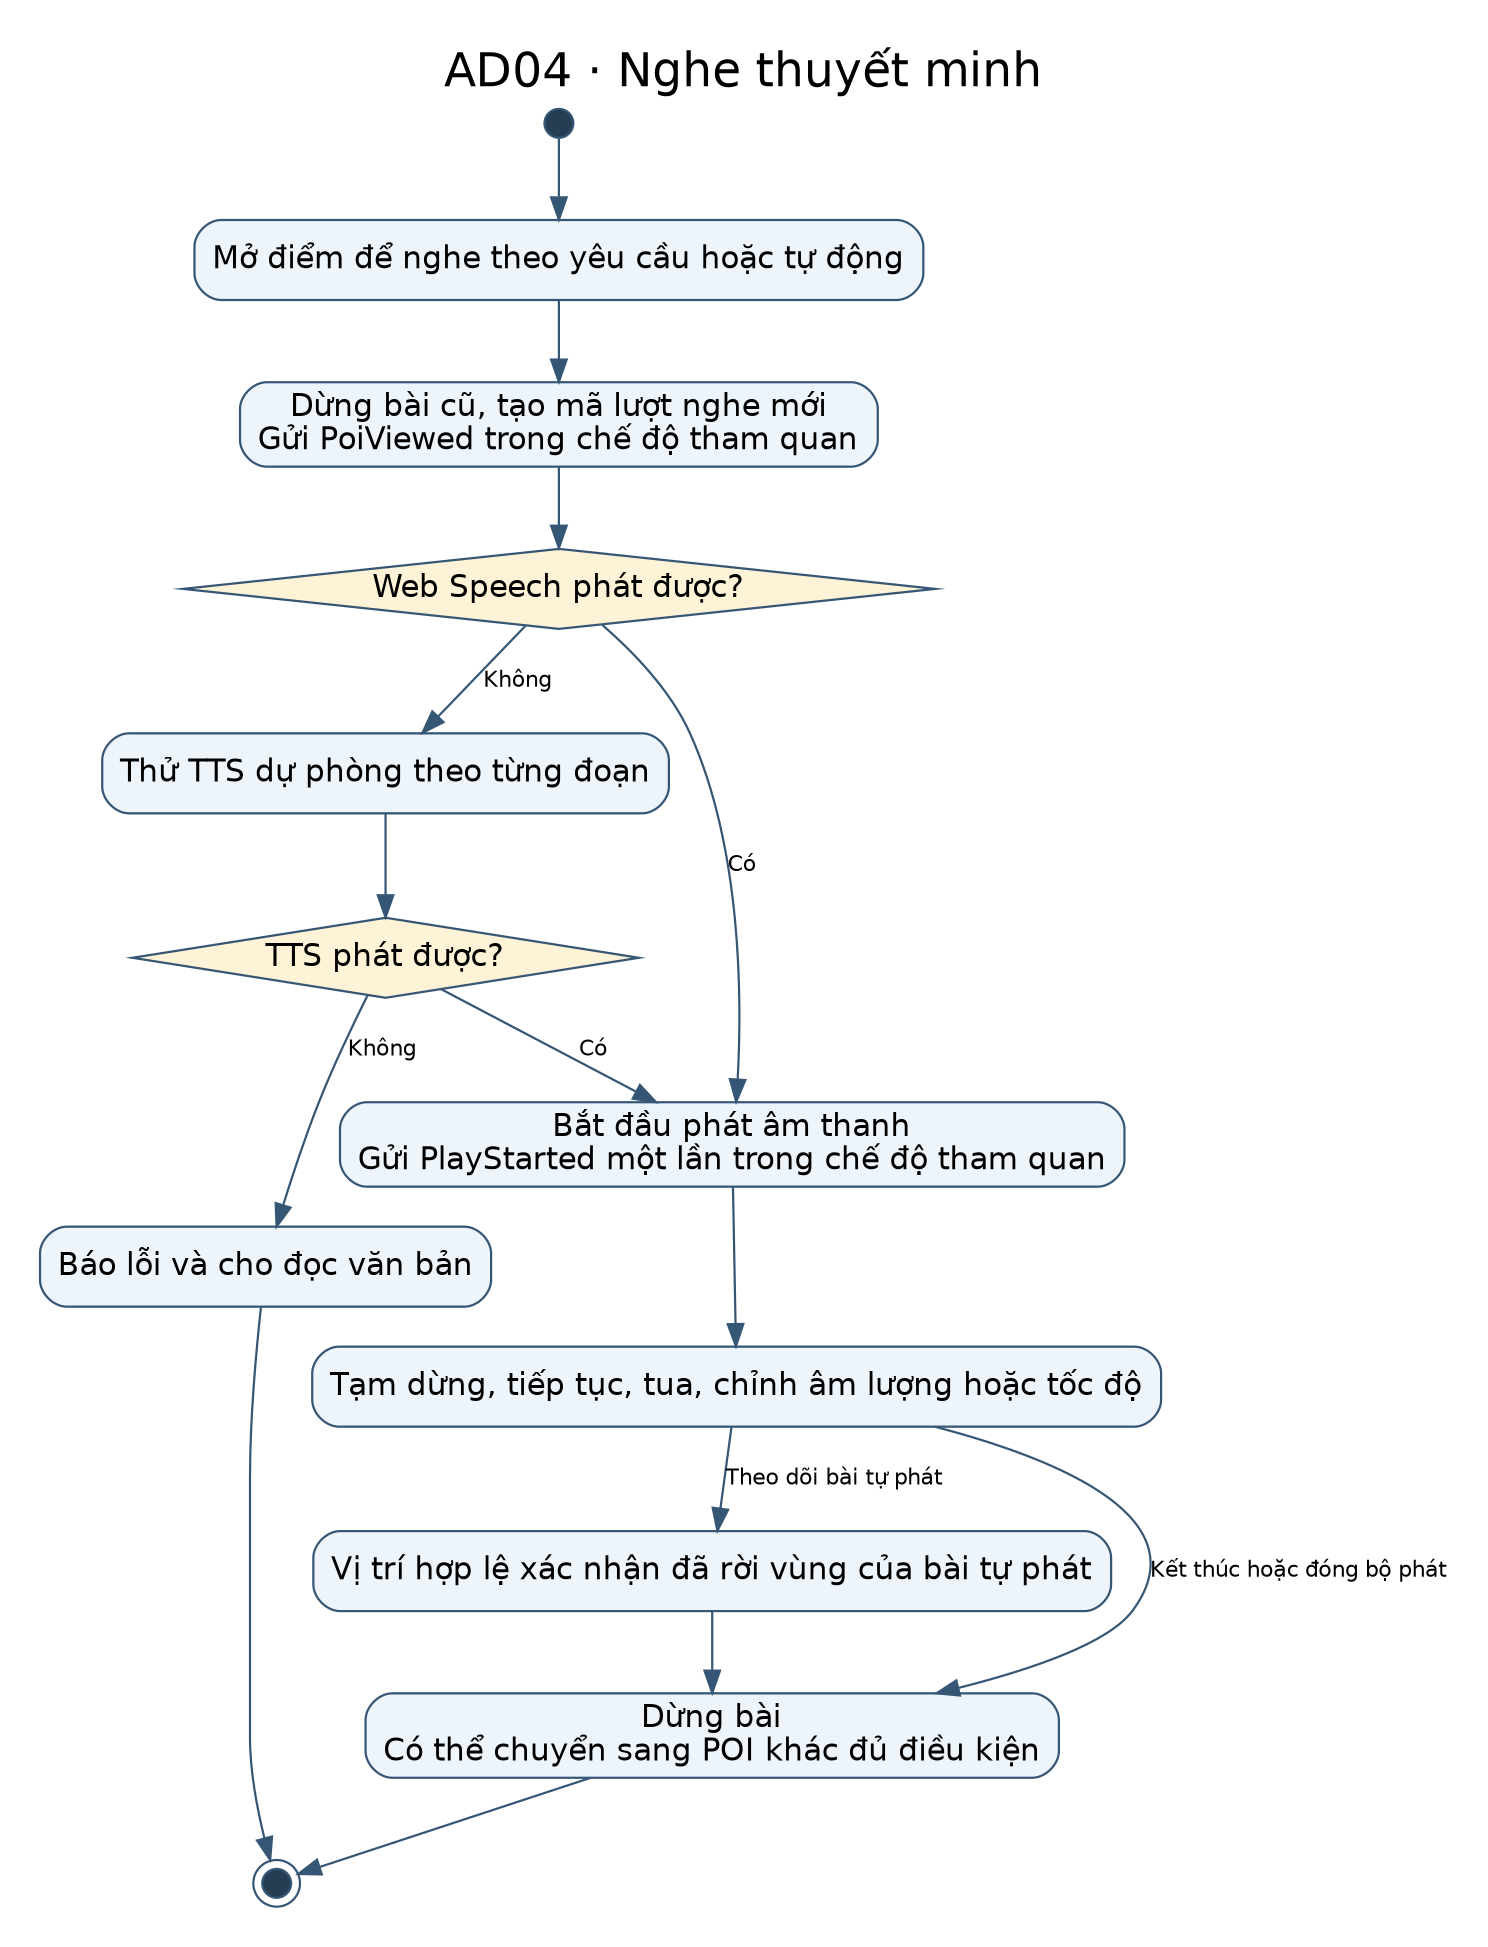 AD04 · Nghe thuyết minh
Mở điểm để nghe theo yêu cầu hoặc tự động
Dừng bài cũ, tạo mã lượt nghe mới
Gửi PoiViewed trong chế độ tham quan
Web Speech phát được?
Không
Thử TTS dự phòng theo từng đoạn
Có
TTS phát được?
Không
Có
Bắt đầu phát âm thanh
Gửi PlayStarted một lần trong chế độ tham quan
Báo lỗi và cho đọc văn bản
Tạm dừng, tiếp tục, tua, chỉnh âm lượng hoặc tốc độ
Theo dõi bài tự phát
Vị trí hợp lệ xác nhận đã rời vùng của bài tự phát
Kết thúc hoặc đóng bộ phát
Dừng bài
Có thể chuyển sang POI khác đủ điều kiện